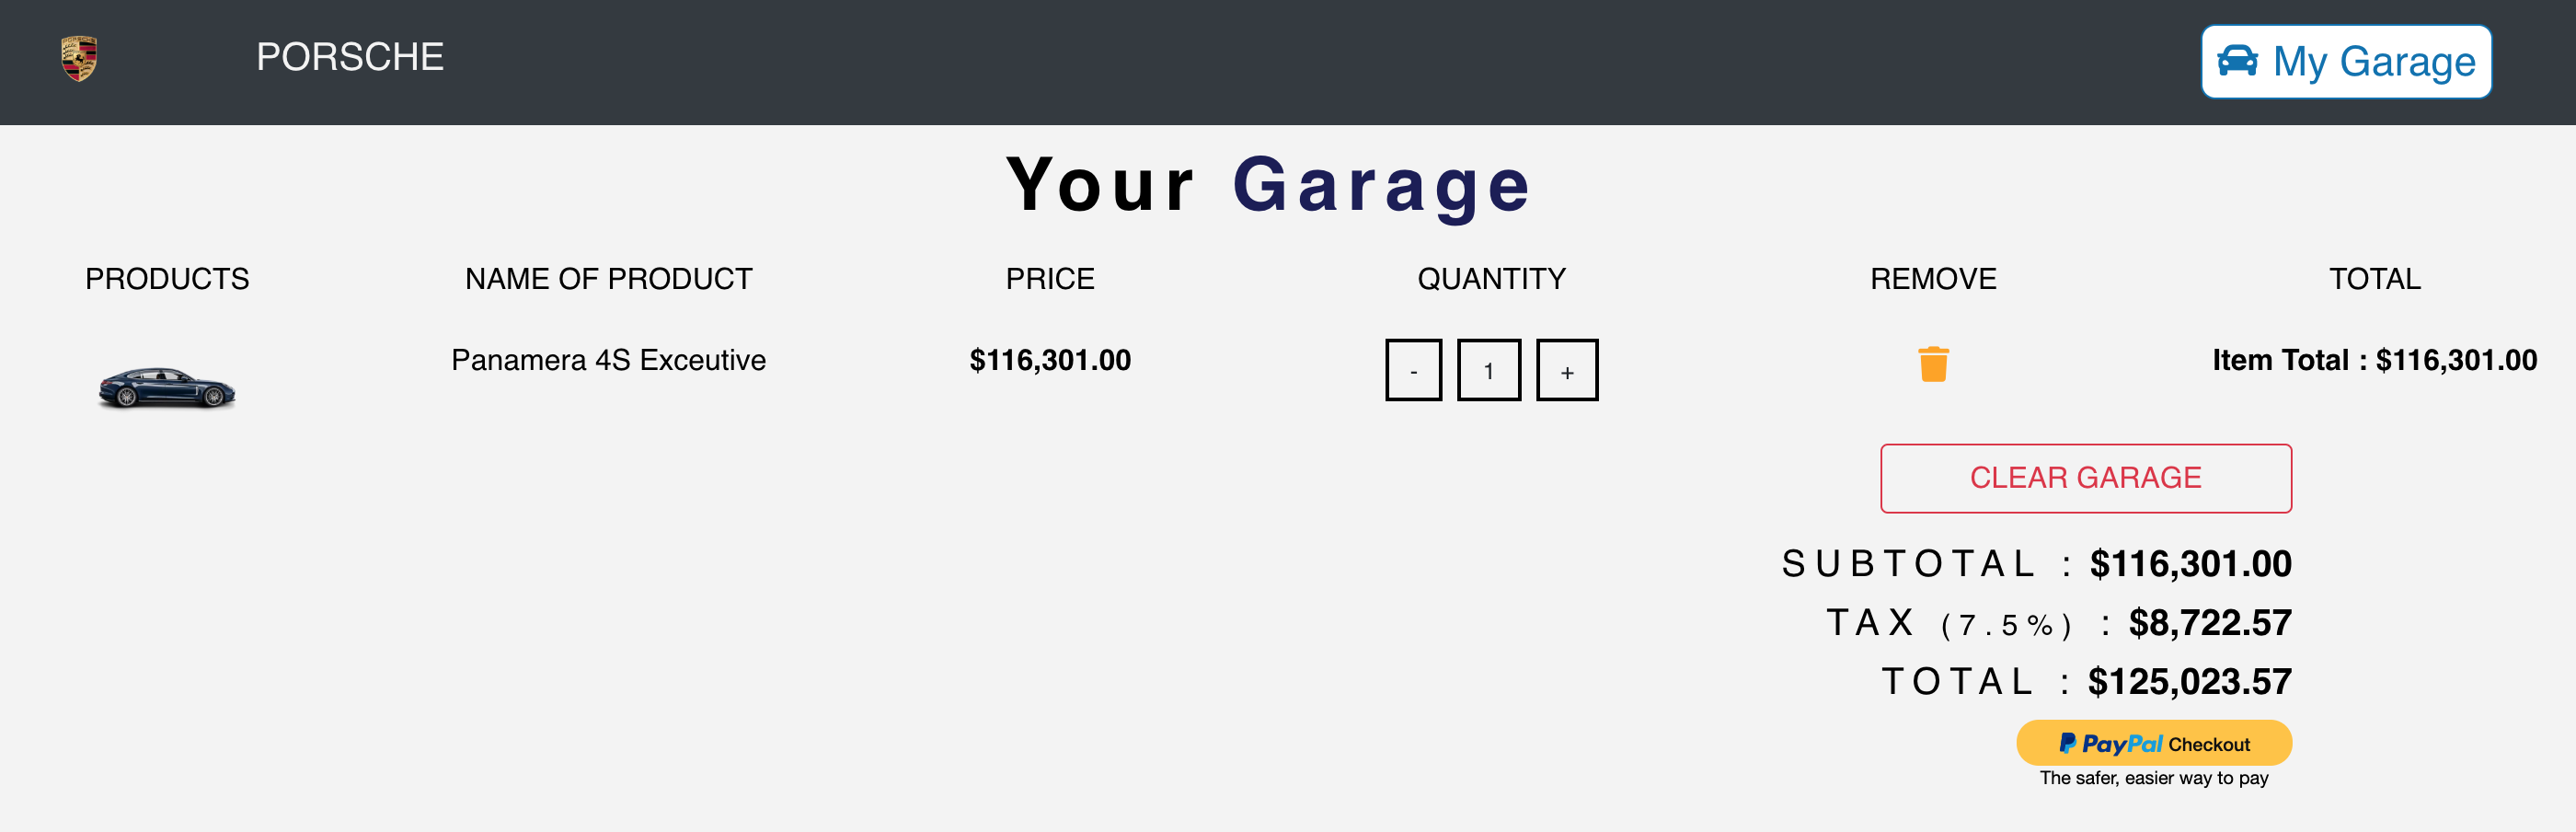 PORSCHE
My Garage
Your Garage
PRODUCTS NAME OF PRODUCT PRICE QUANTITY REMOVE TOTAL
Panamera 4S Exceutive $116,301.00 - 1 + Item Total : $116,301.00
CLEAR GARAGE
SUBTOTAL : $116,301.00
TAX (7.5%) : $8,722.57
TOTAL : $125,023.57
PayPal Checkout
The safer, easier way to pay